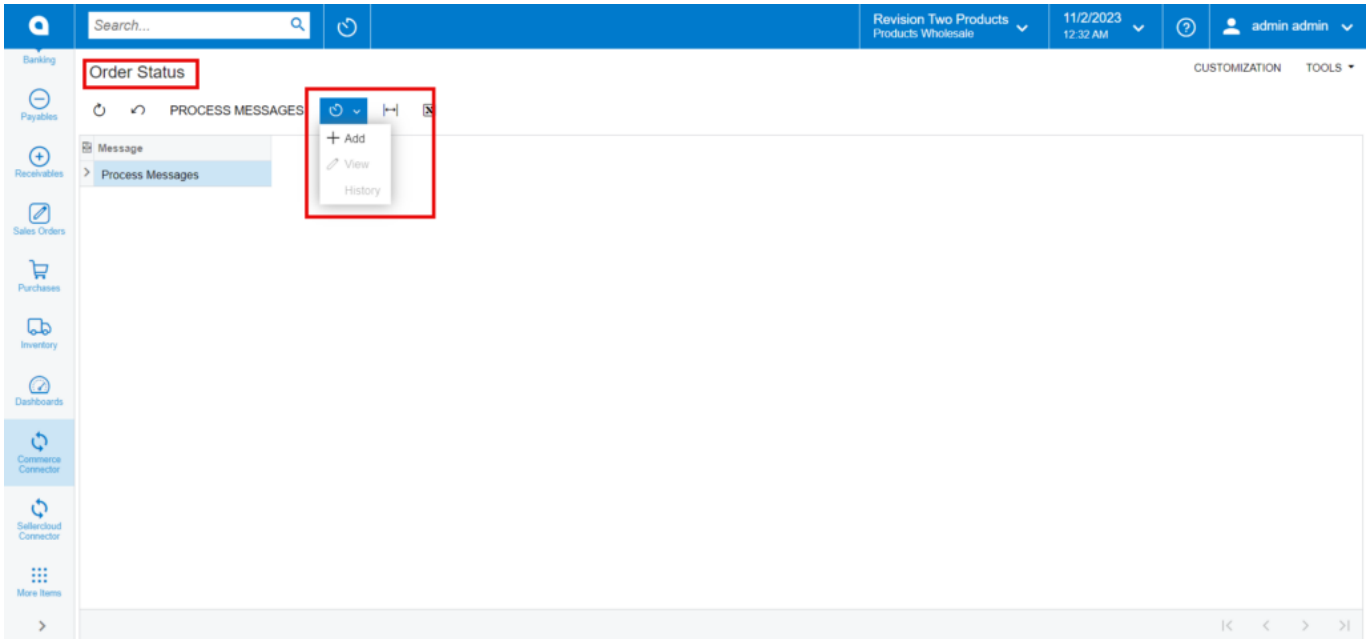 Search...
Revision Two Products
Products Wholesale
11/2/2023
12:32 AM
admin admin
Banking
Payables
Receivables
Sales Orders
Purchases
Inventory
Dashboards
Commerce
Connector
Sellercloud
Connector
More Items
Order Status
CUSTOMIZATION
TOOLS
PROCESS MESSAGES
Add
View
History
Message
Process Messages